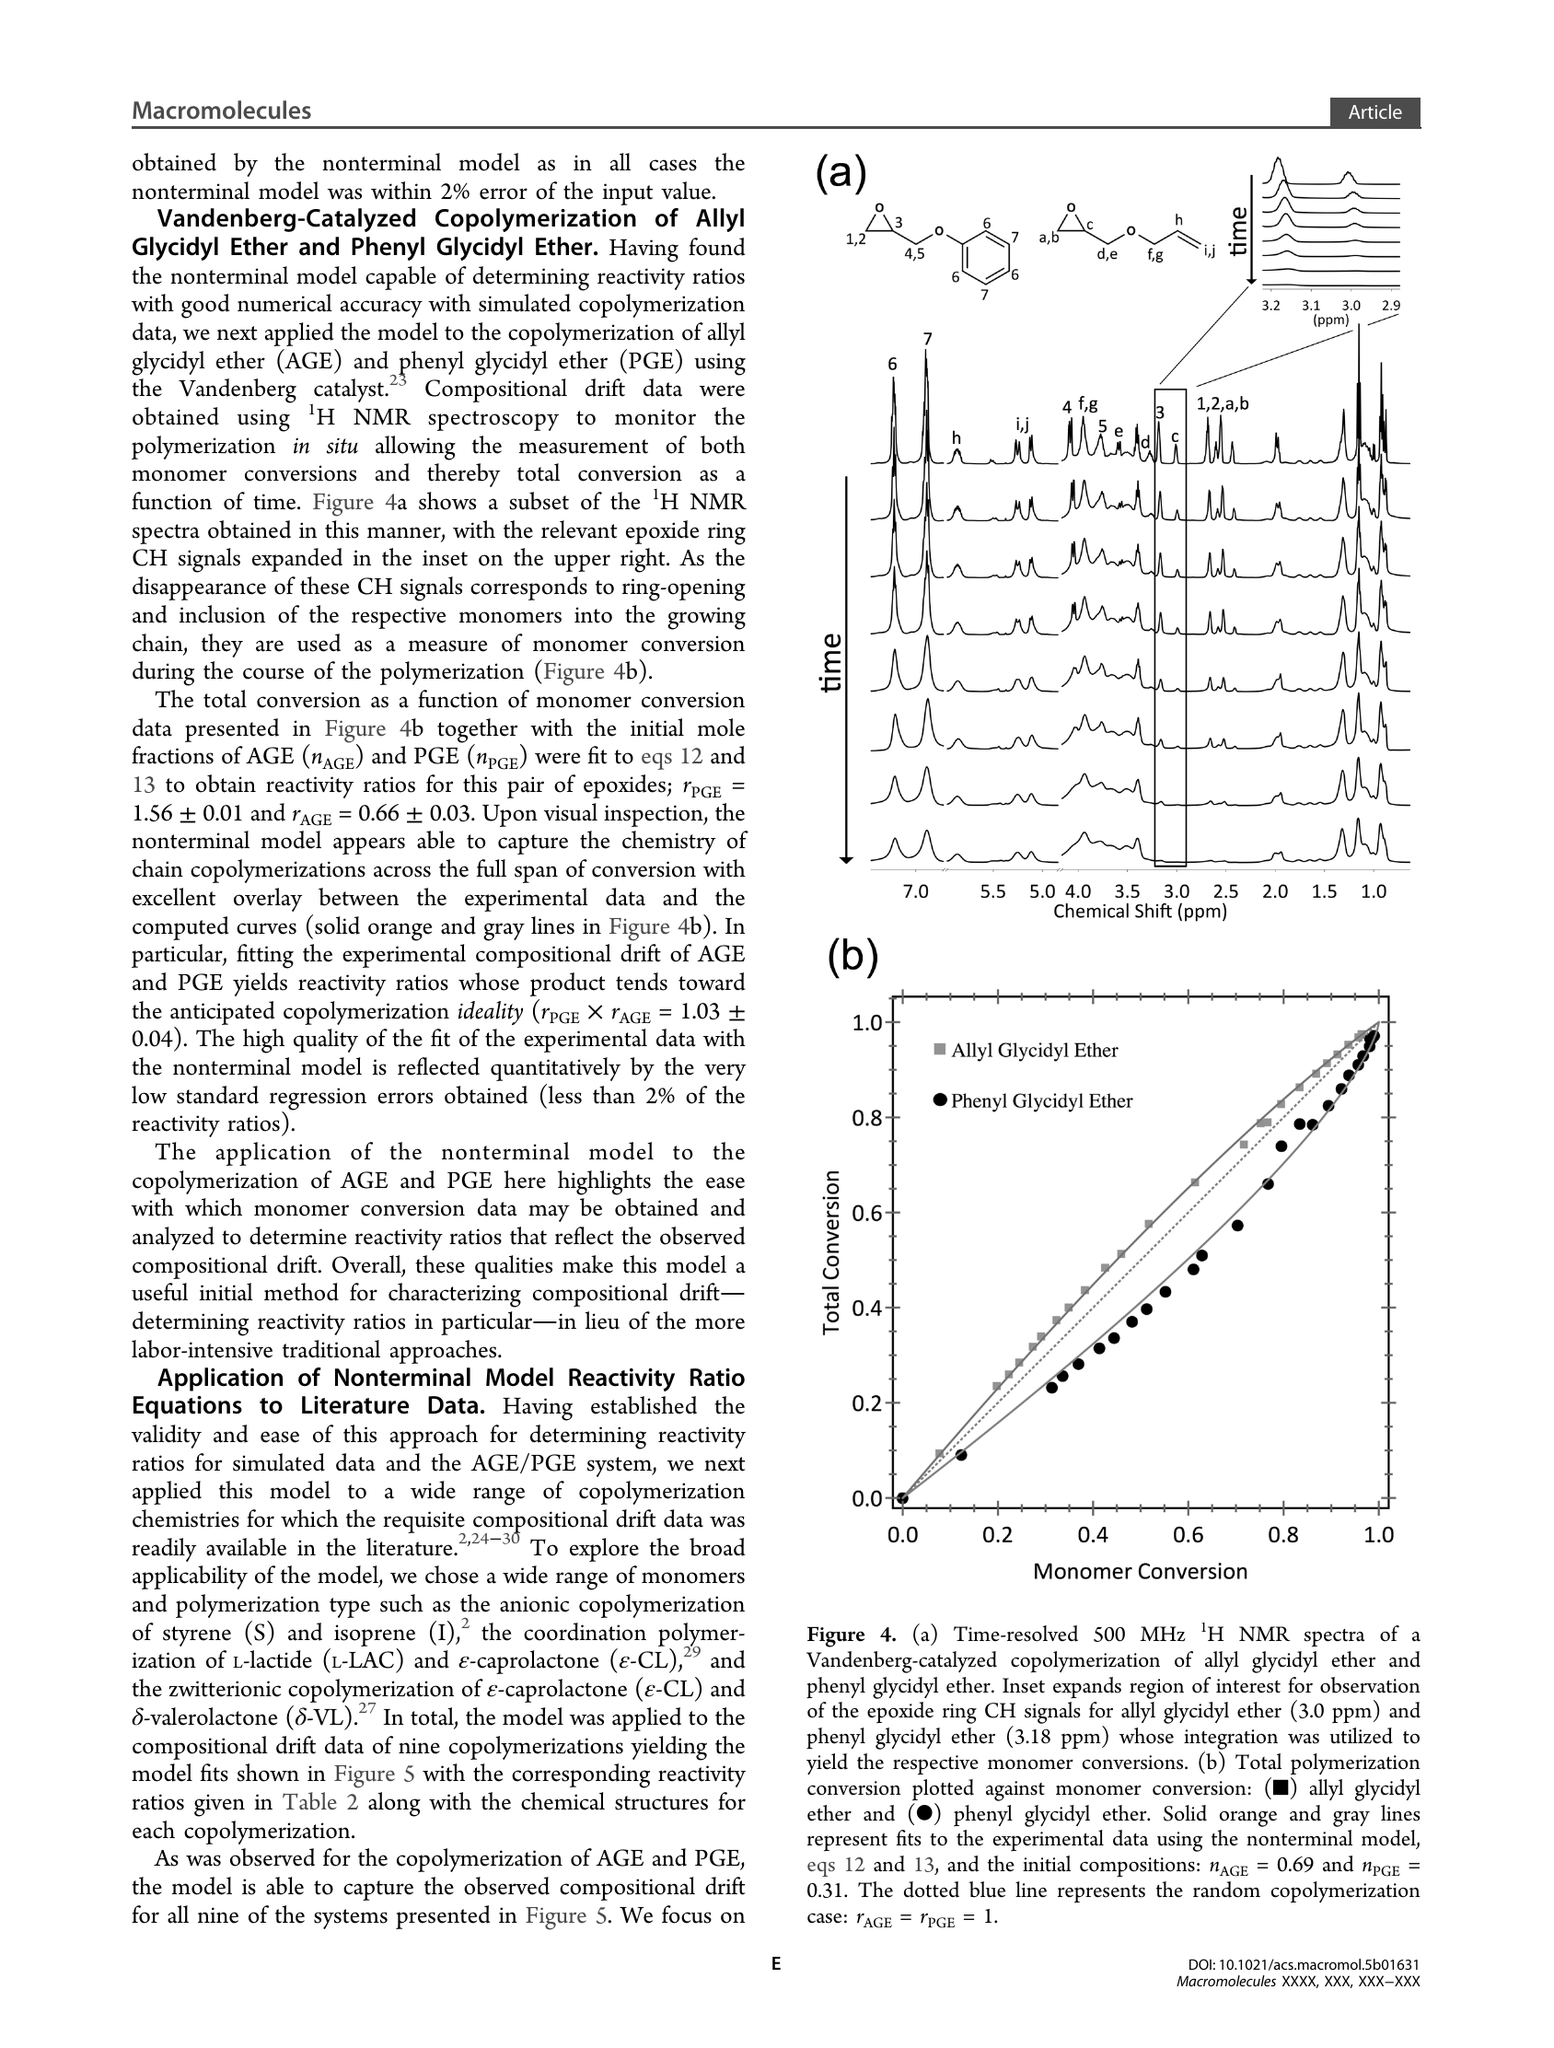 Macromolecules
Article
obtained by the nonterminal model as in all cases the
nonterminal model was within 2% error of the input value.
Vandenberg-Catalyzed Copolymerization of Allyl
Glycidyl Ether and Phenyl Glycidyl Ether. Having found
the nonterminal model capable of determining reactivity ratios
with good numerical accuracy with simulated copolymerization
data, we next applied the model to the copolymerization of allyl
glycidyl ether (AGE) and phenyl glycidyl ether (PGE) using
the Vandenberg catalyst.23 Compositional drift data were
obtained using 1H NMR spectroscopy to monitor the
polymerization in situ allowing the measurement of both
monomer conversions and thereby total conversion as a
function of time. Figure 4a shows a subset of the 1H NMR
spectra obtained in this manner, with the relevant epoxide ring
CH signals expanded in the inset on the upper right. As the
disappearance of these CH signals corresponds to ring-opening
and inclusion of the respective monomers into the growing
chain, they are used as a measure of monomer conversion
during the course of the polymerization (Figure 4b).
The total conversion as a function of monomer conversion
data presented in Figure 4b together with the initial mole
fractions of AGE (nAGE) and PGE (nPGE) were fit to eqs 12 and
13 to obtain reactivity ratios for this pair of epoxides; rPGE =
1.56 ± 0.01 and rAGE = 0.66 ± 0.03. Upon visual inspection, the
nonterminal model appears able to capture the chemistry of
chain copolymerizations across the full span of conversion with
excellent overlay between the experimental data and the
computed curves (solid orange and gray lines in Figure 4b). In
particular, fitting the experimental compositional drift of AGE
and PGE yields reactivity ratios whose product tends toward
the anticipated copolymerization ideality (rPGE × rAGE = 1.03 ±
0.04). The high quality of the fit of the experimental data with
the nonterminal model is reflected quantitatively by the very
low standard regression errors obtained (less than 2% of the
reactivity ratios).
The application of the nonterminal model to the
copolymerization of AGE and PGE here highlights the ease
with which monomer conversion data may be obtained and
analyzed to determine reactivity ratios that reflect the observed
compositional drift. Overall, these qualities make this model a
useful initial method for characterizing compositional drift—
determining reactivity ratios in particular—in lieu of the more
labor-intensive traditional approaches.
Application of Nonterminal Model Reactivity Ratio
Equations to Literature Data. Having established the
validity and ease of this approach for determining reactivity
ratios for simulated data and the AGE/PGE system, we next
applied this model to a wide range of copolymerization
chemistries for which the requisite compositional drift data was
readily available in the literature.2,24−30 To explore the broad
applicability of the model, we chose a wide range of monomers
and polymerization type such as the anionic copolymerization
of styrene (S) and isoprene (I),2 the coordination polymer-
ization of L-lactide (L-LAC) and ε-caprolactone (ε-CL),29 and
the zwitterionic copolymerization of ε-caprolactone (ε-CL) and
δ-valerolactone (δ-VL).27 In total, the model was applied to the
compositional drift data of nine copolymerizations yielding the
model fits shown in Figure 5 with the corresponding reactivity
ratios given in Table 2 along with the chemical structures for
each copolymerization.
As was observed for the copolymerization of AGE and PGE,
the model is able to capture the observed compositional drift
for all nine of the systems presented in Figure 5. We focus on
(a)
O 3 1,2 4,5 O 6 7 6 6 7
O c a,b d,e O f,g h i,j
time
3.2 3.1 3.0 2.9
(ppm)
6 7 h i,j 4 f,g 5 e d 3 c 1,2,a,b
time
7.0 5.5 5.0 4.0 3.5 3.0 2.5 2.0 1.5 1.0
Chemical Shift (ppm)
(b)
Total Conversion
1.0
0.8
0.6
0.4
0.2
0.0
Allyl Glycidyl Ether
Phenyl Glycidyl Ether
0.0 0.2 0.4 0.6 0.8 1.0
Monomer Conversion
Figure 4. (a) Time-resolved 500 MHz 1H NMR spectra of a
Vandenberg-catalyzed copolymerization of allyl glycidyl ether and
phenyl glycidyl ether. Inset expands region of interest for observation
of the epoxide ring CH signals for allyl glycidyl ether (3.0 ppm) and
phenyl glycidyl ether (3.18 ppm) whose integration was utilized to
yield the respective monomer conversions. (b) Total polymerization
conversion plotted against monomer conversion: (■) allyl glycidyl
ether and (●) phenyl glycidyl ether. Solid orange and gray lines
represent fits to the experimental data using the nonterminal model,
eqs 12 and 13, and the initial compositions: nAGE = 0.69 and nPGE =
0.31. The dotted blue line represents the random copolymerization
case: rAGE = rPGE = 1.
E
DOI: 10.1021/acs.macromol.5b01631
Macromolecules XXXX, XXX, XXX−XXX